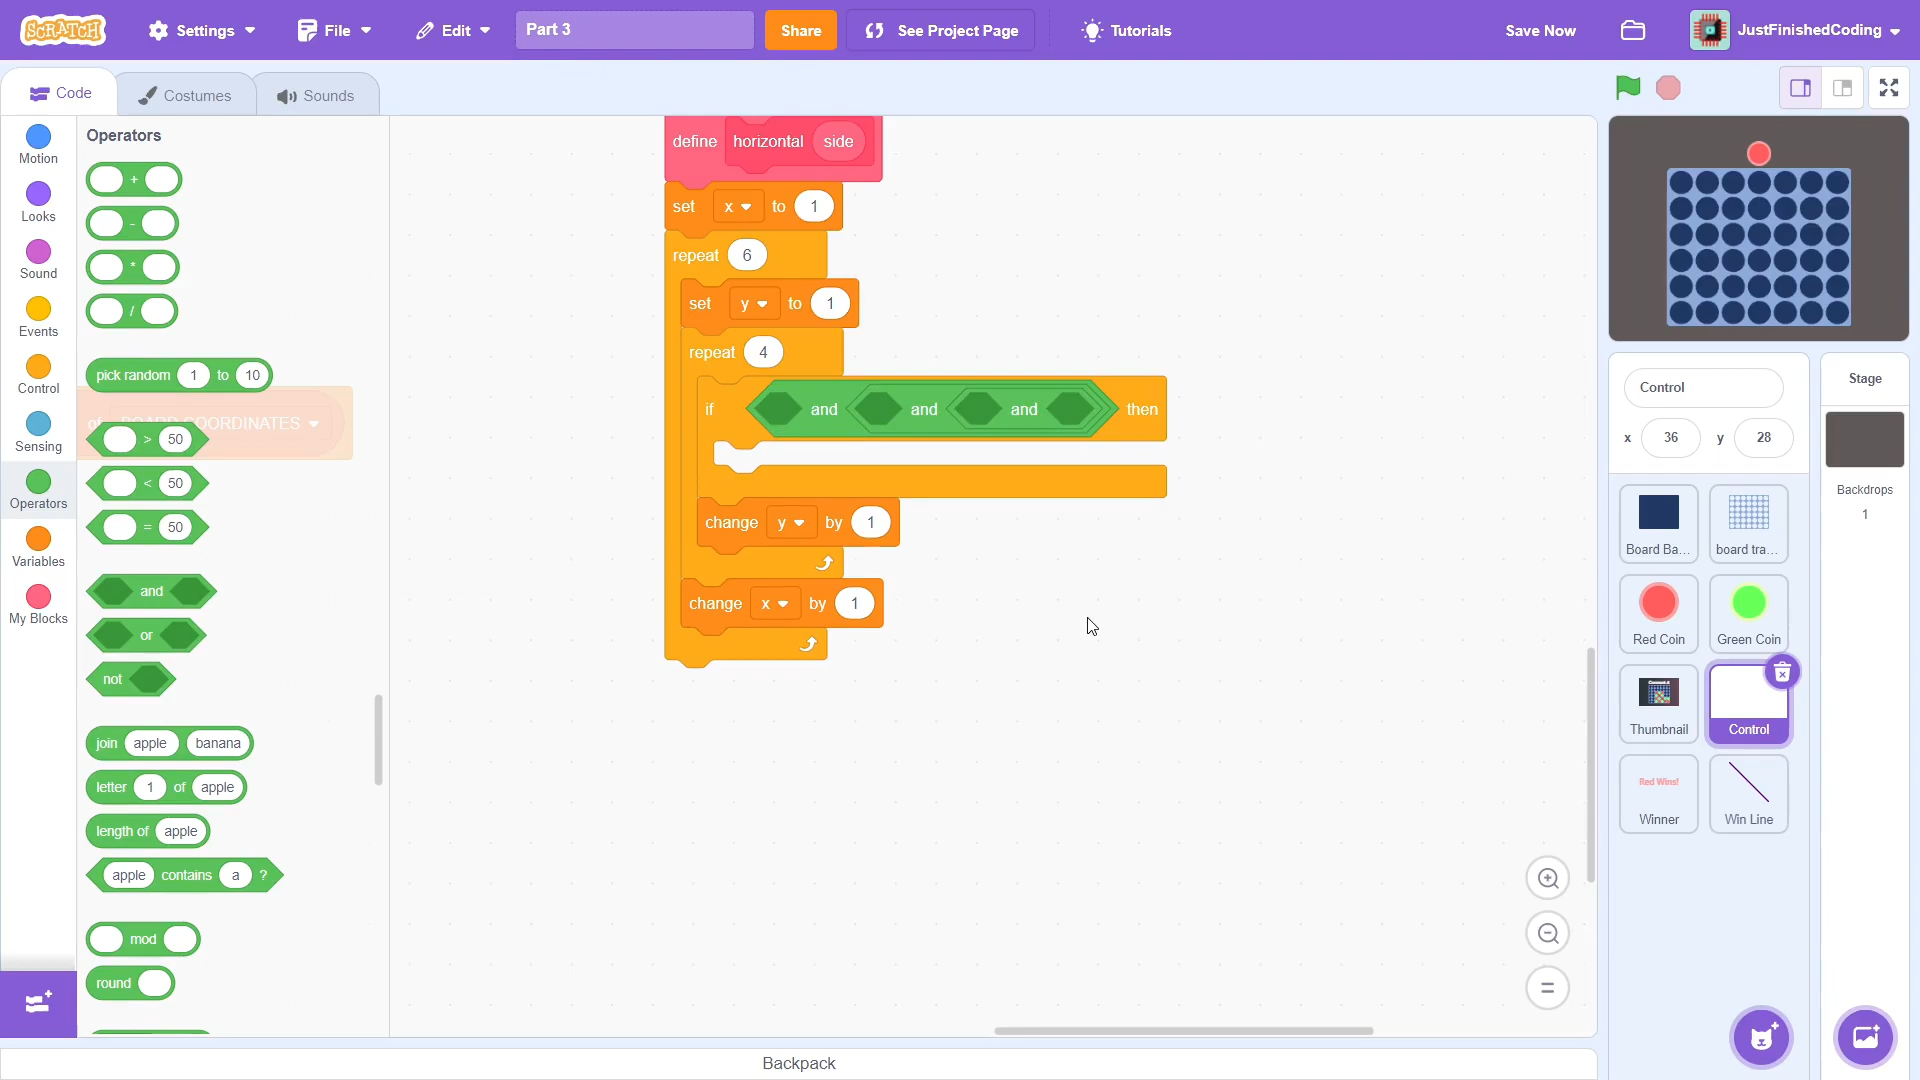 SCRATCH Settings File Edit Part 3 Share See Project Page Tutorials Save Now JustFinishedCoding
Code Costumes Sounds
Motion
Looks
Sound
Events
Control
Sensing
Operators
Variables
My Blocks
Operators
+
-
*
/
pick random 1 to 10
of BOARD COORDINATES
> 50
< 50
= 50
and
or
not
join apple banana
letter 1 of apple
length of apple
apple contains a ?
mod
round
define horizontal side
set x to 1
repeat 6
set y to 1
repeat 4
if and and and then
change y by 1
change x by 1
=
Backpack
Control
x 36 y 28
Board Ba...
board tra...
Red Coin
Green Coin
Thumbnail
Control
Red Wins!
Winner
Win Line
Stage
Backdrops
1